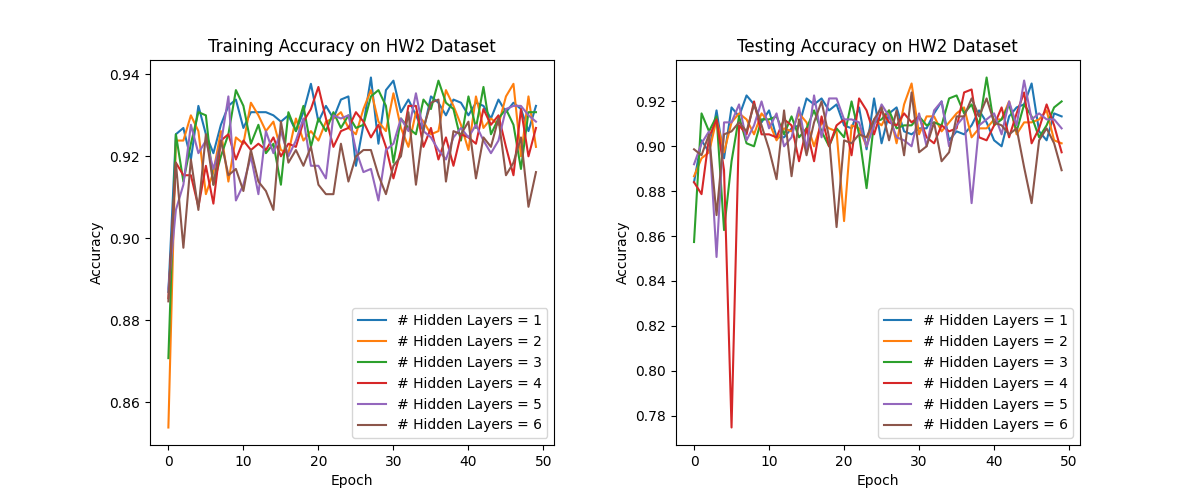 Training Accuracy on HW2 Dataset
Accuracy
0.94
0.92
0.90
0.88
0.86
0
10
20
30
40
50
Epoch
# Hidden Layers = 1
# Hidden Layers = 2
# Hidden Layers = 3
# Hidden Layers = 4
# Hidden Layers = 5
# Hidden Layers = 6
Testing Accuracy on HW2 Dataset
Accuracy
0.92
0.90
0.88
0.86
0.84
0.82
0.80
0.78
0
10
20
30
40
50
Epoch
# Hidden Layers = 1
# Hidden Layers = 2
# Hidden Layers = 3
# Hidden Layers = 4
# Hidden Layers = 5
# Hidden Layers = 6